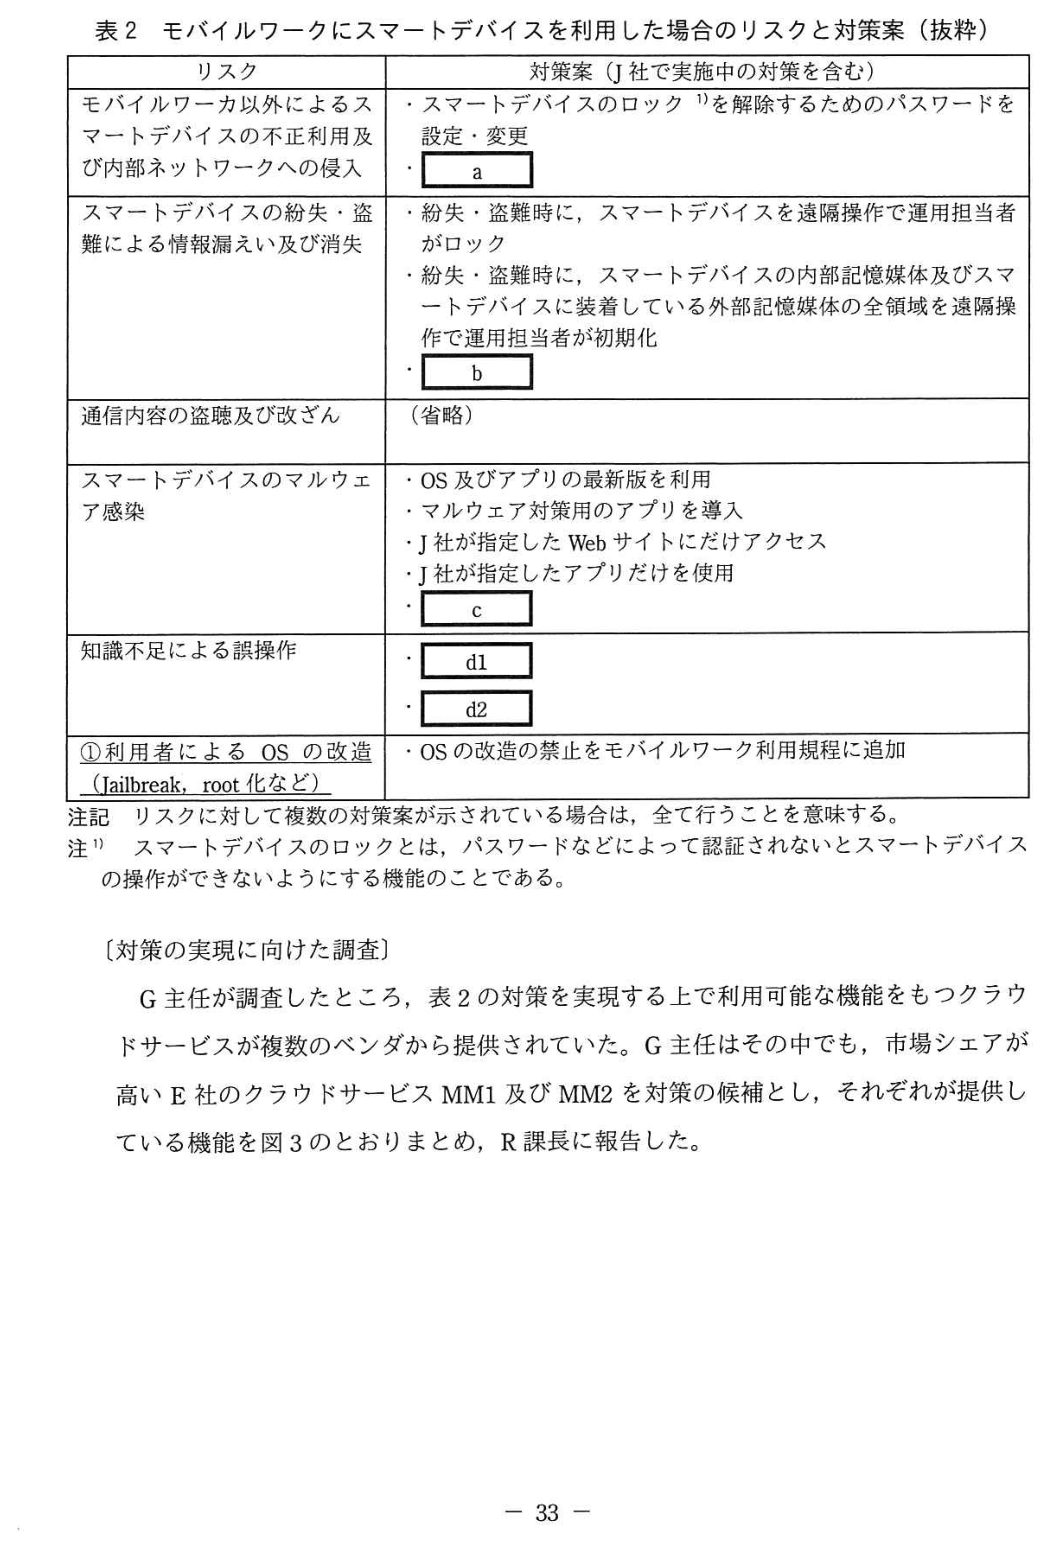 表2　モバイルワークにスマートデバイスを利用した場合のリスクと対策案（抜粋）
リスク
対策案（J 社で実施中の対策を含む）
モバイルワーカ以外によるス
マートデバイスの不正利用及
び内部ネットワークへの侵入
・スマートデバイスのロック 1)を解除するためのパスワードを
設定・変更
・ a
スマートデバイスの紛失・盗
難による情報漏えい及び消失
・紛失・盗難時に，スマートデバイスを遠隔操作で運用担当者
がロック
・紛失・盗難時に，スマートデバイスの内部記憶媒体及びスマ
ートデバイスに装着している外部記憶媒体の全領域を遠隔操
作で運用担当者が初期化
・ b
通信内容の盗聴及び改ざん
（省略）
スマートデバイスのマルウェ
ア感染
・OS 及びアプリの最新版を利用
・マルウェア対策用のアプリを導入
・J 社が指定した Web サイトにだけアクセス
・J 社が指定したアプリだけを使用
・ c
知識不足による誤操作
・ d1
・ d2
①利用者による OS の改造
（Jailbreak，root 化など）
・OS の改造の禁止をモバイルワーク利用規程に追加
注記　リスクに対して複数の対策案が示されている場合は，全て行うことを意味する。
注1)　スマートデバイスのロックとは，パスワードなどによって認証されないとスマートデバイス
の操作ができないようにする機能のことである。
〔対策の実現に向けた調査〕
G 主任が調査したところ，表 2 の対策を実現する上で利用可能な機能をもつクラウ
ドサービスが複数のベンダから提供されていた。G 主任はその中でも，市場シェアが
高い E 社のクラウドサービス MM1 及び MM2 を対策の候補とし，それぞれが提供し
ている機能を図 3 のとおりまとめ，R 課長に報告した。
－ 33 －